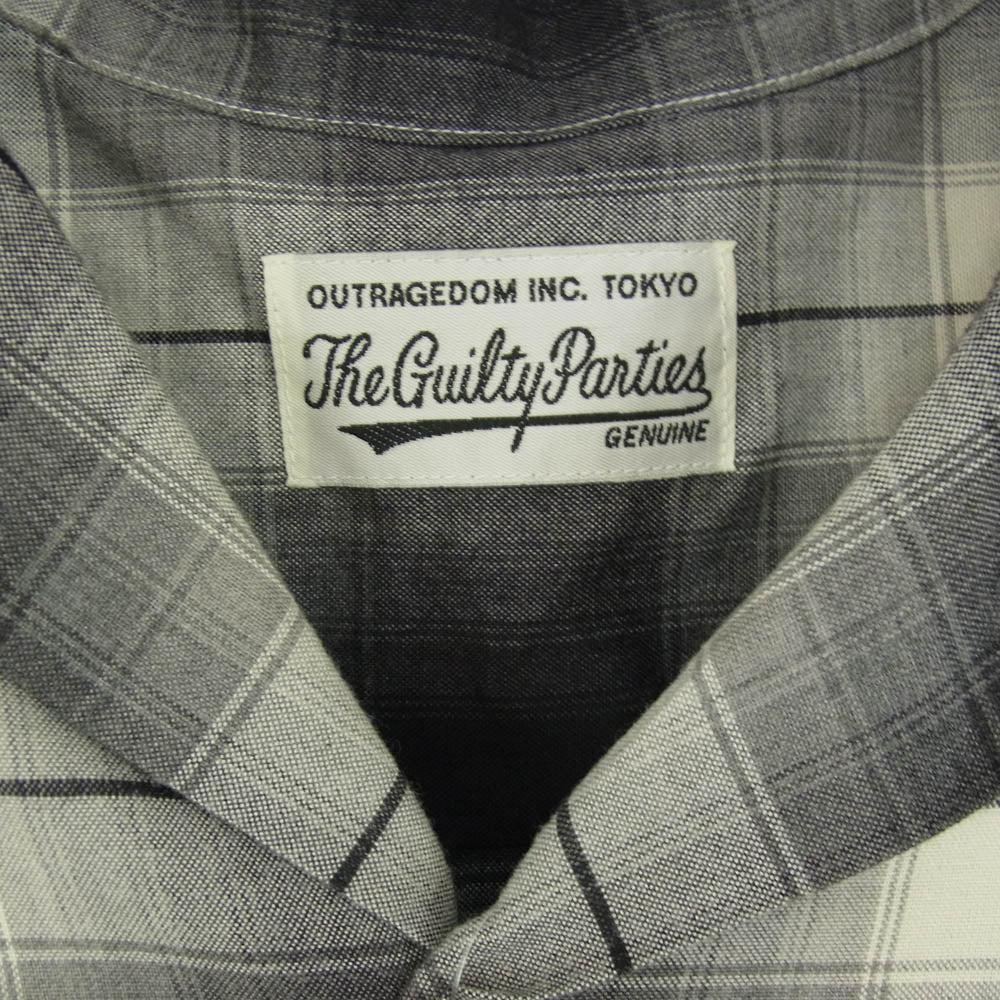 OUTRAGEDOM INC. TOKYO
The Guilty Parties
GENUINE